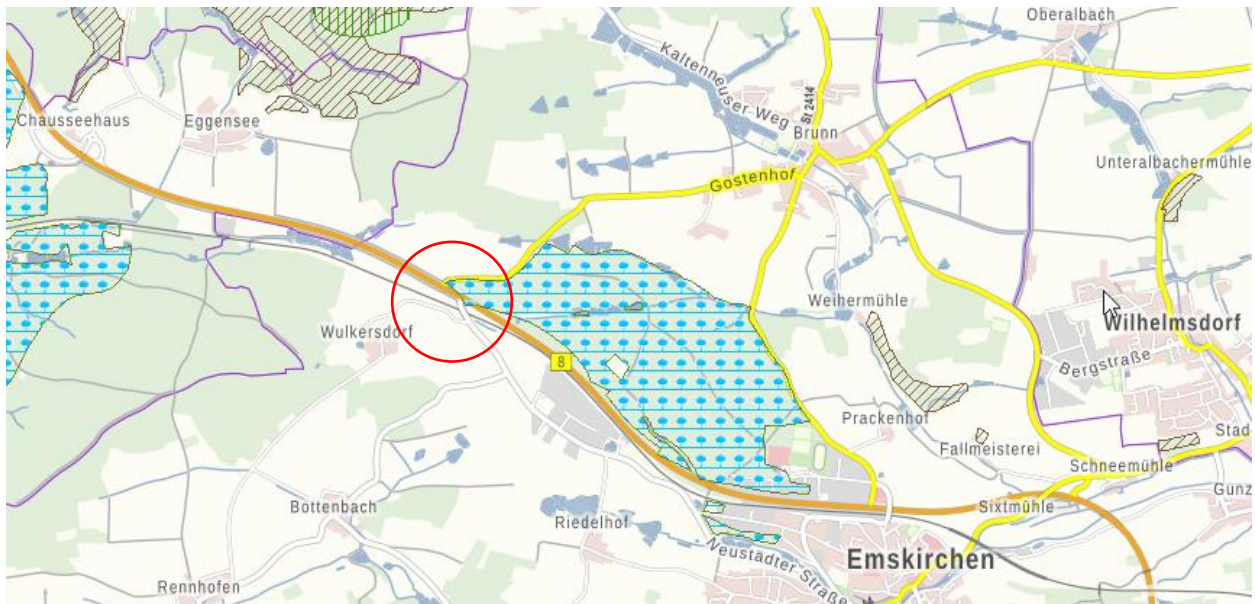 Oberalbach
Kaltenneuser Weg
St 2414
Chausseehaus
Eggensee
Brunn
Unteralbachermühle
Gostenhof
Weihermühle
Wulkersdorf
Wilhelmsdorf
Bergstraße
8
Prackenhof
Fallmeisterei
Stad
Schneemühle
Gunz
Bottenbach
Riedelhof
Sixtmühle
Neustädter Straße
Emskirchen
Rennhofen